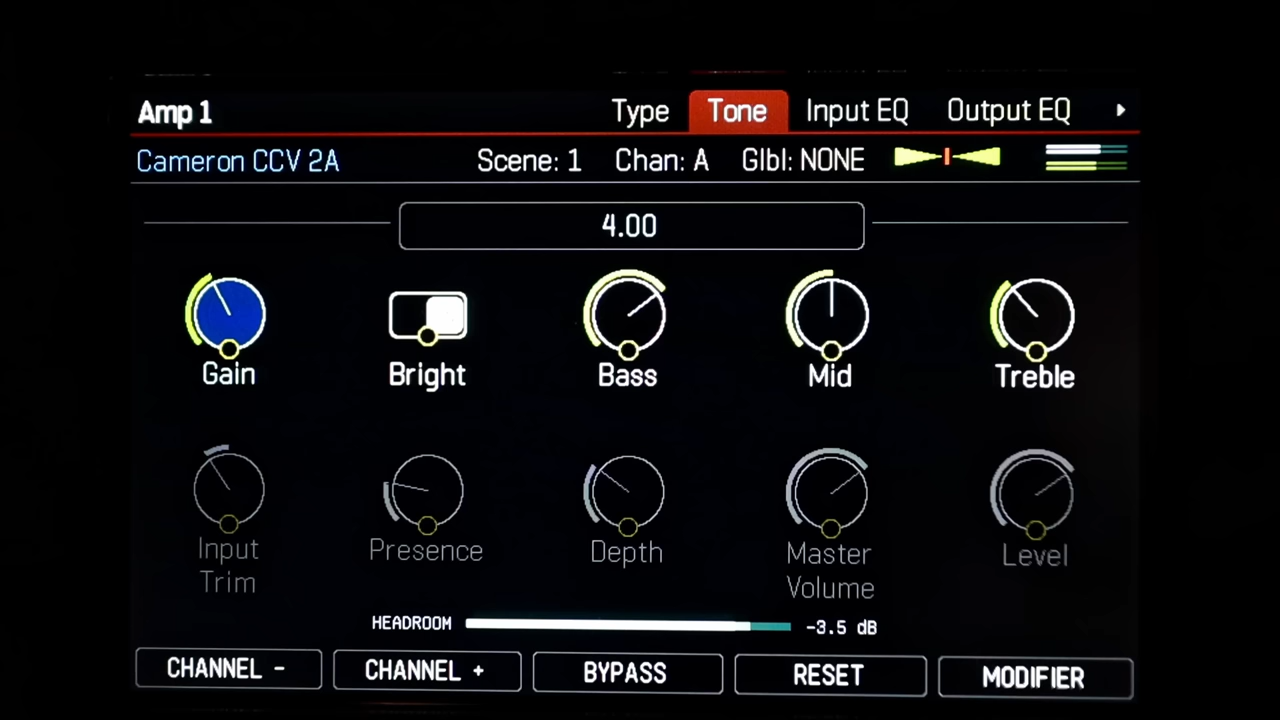 Amp 1 Type Tone Input EQ Output EQ
Cameron CCV 2A Scene: 1 Chan: A Glbl: NONE
4.00
Gain Bright Bass Mid Treble
Input Trim Presence Depth Master Volume Level
HEADROOM -3.5 dB
CHANNEL - CHANNEL + BYPASS RESET MODIFIER